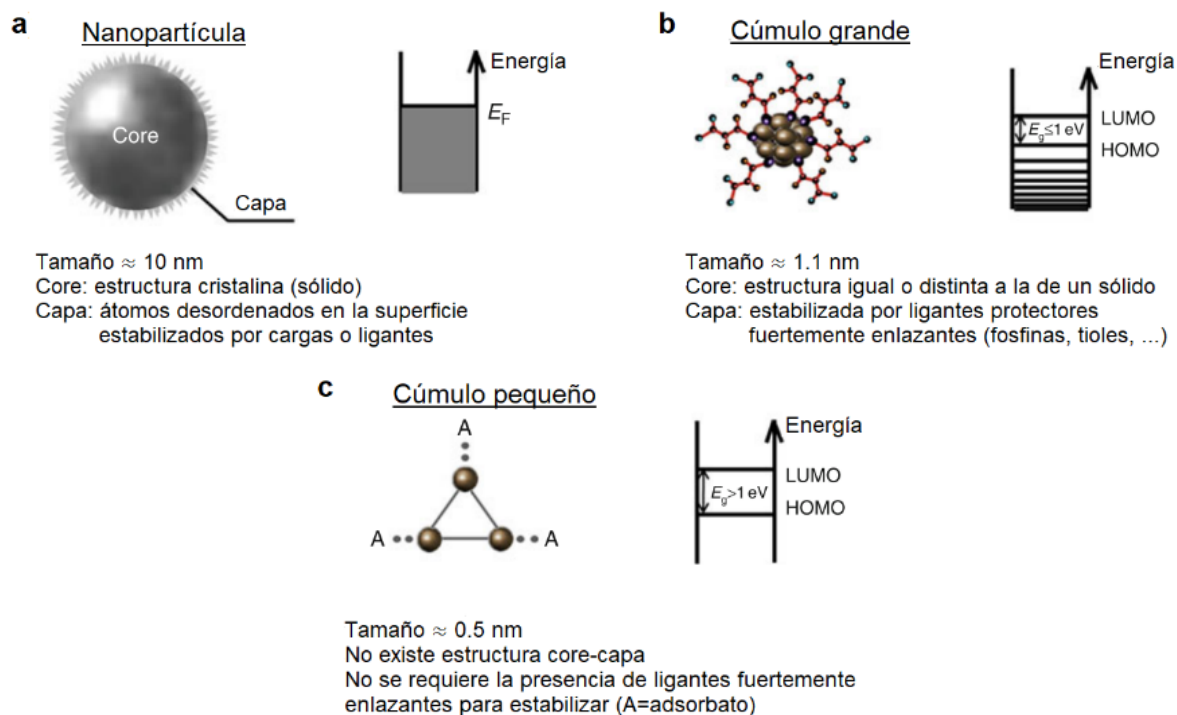 a
Nanopartícula
Core
Capa
Energía
E_F
Tamaño ≈ 10 nm
Core: estructura cristalina (sólido)
Capa: átomos desordenados en la superficie
estabilizados por cargas o ligantes
b
Cúmulo grande
Energía
LUMO
E_g≤1 eV
HOMO
Tamaño ≈ 1.1 nm
Core: estructura igual o distinta a la de un sólido
Capa: estabilizada por ligantes protectores
fuertemente enlazantes (fosfinas, tioles, ...)
c
Cúmulo pequeño
A
A
A
Energía
LUMO
E_g>1 eV
HOMO
Tamaño ≈ 0.5 nm
No existe estructura core-capa
No se requiere la presencia de ligantes fuertemente
enlazantes para estabilizar (A=adsorbato)